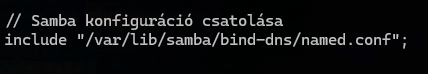 // Samba konfiguráció csatolása
include "/var/lib/samba/bind-dns/named.conf";